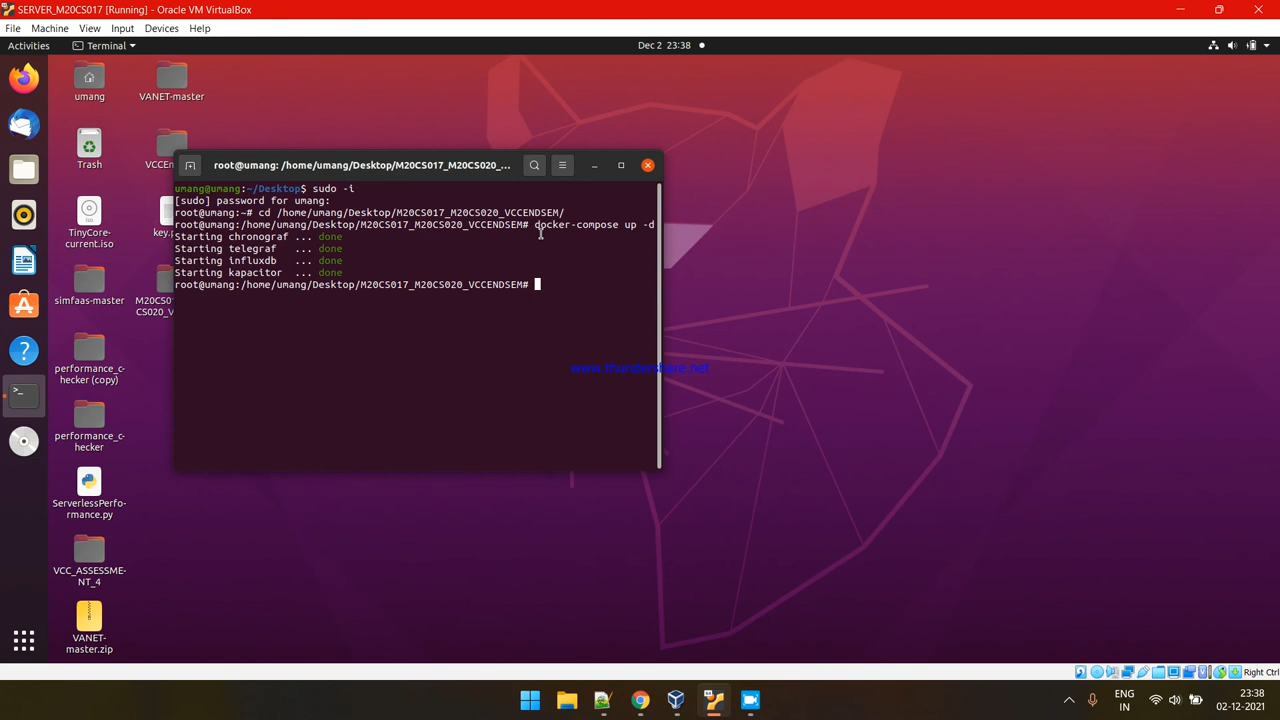 SERVER_M20CS017 [Running] - Oracle VM VirtualBox
File Machine View Input Devices Help
Activities Terminal Dec 2 23:38
umang VANET-master
Trash
TinyCore-current.iso
simfaas-master
performance_c-
hecker (copy)
performance_c-
hecker
ServerlessPerfo-
rmance.py
VCC_ASSESSME-
NT_4
VANET-
master.zip
root@umang: /home/umang/Desktop/M20CS017_M20CS020_...
umang@umang:~/Desktop$ sudo -i
[sudo] password for umang:
root@umang:~# cd /home/umang/Desktop/M20CS017_M20CS020_VCCENDSEM/
root@umang:/home/umang/Desktop/M20CS017_M20CS020_VCCENDSEM# docker-compose up -d
Starting chronograf ... done
Starting telegraf ... done
Starting influxdb ... done
Starting kapacitor ... done
root@umang:/home/umang/Desktop/M20CS017_M20CS020_VCCENDSEM#
www.thundershare.net
Right Ctrl
ENG
IN
23:38
02-12-2021